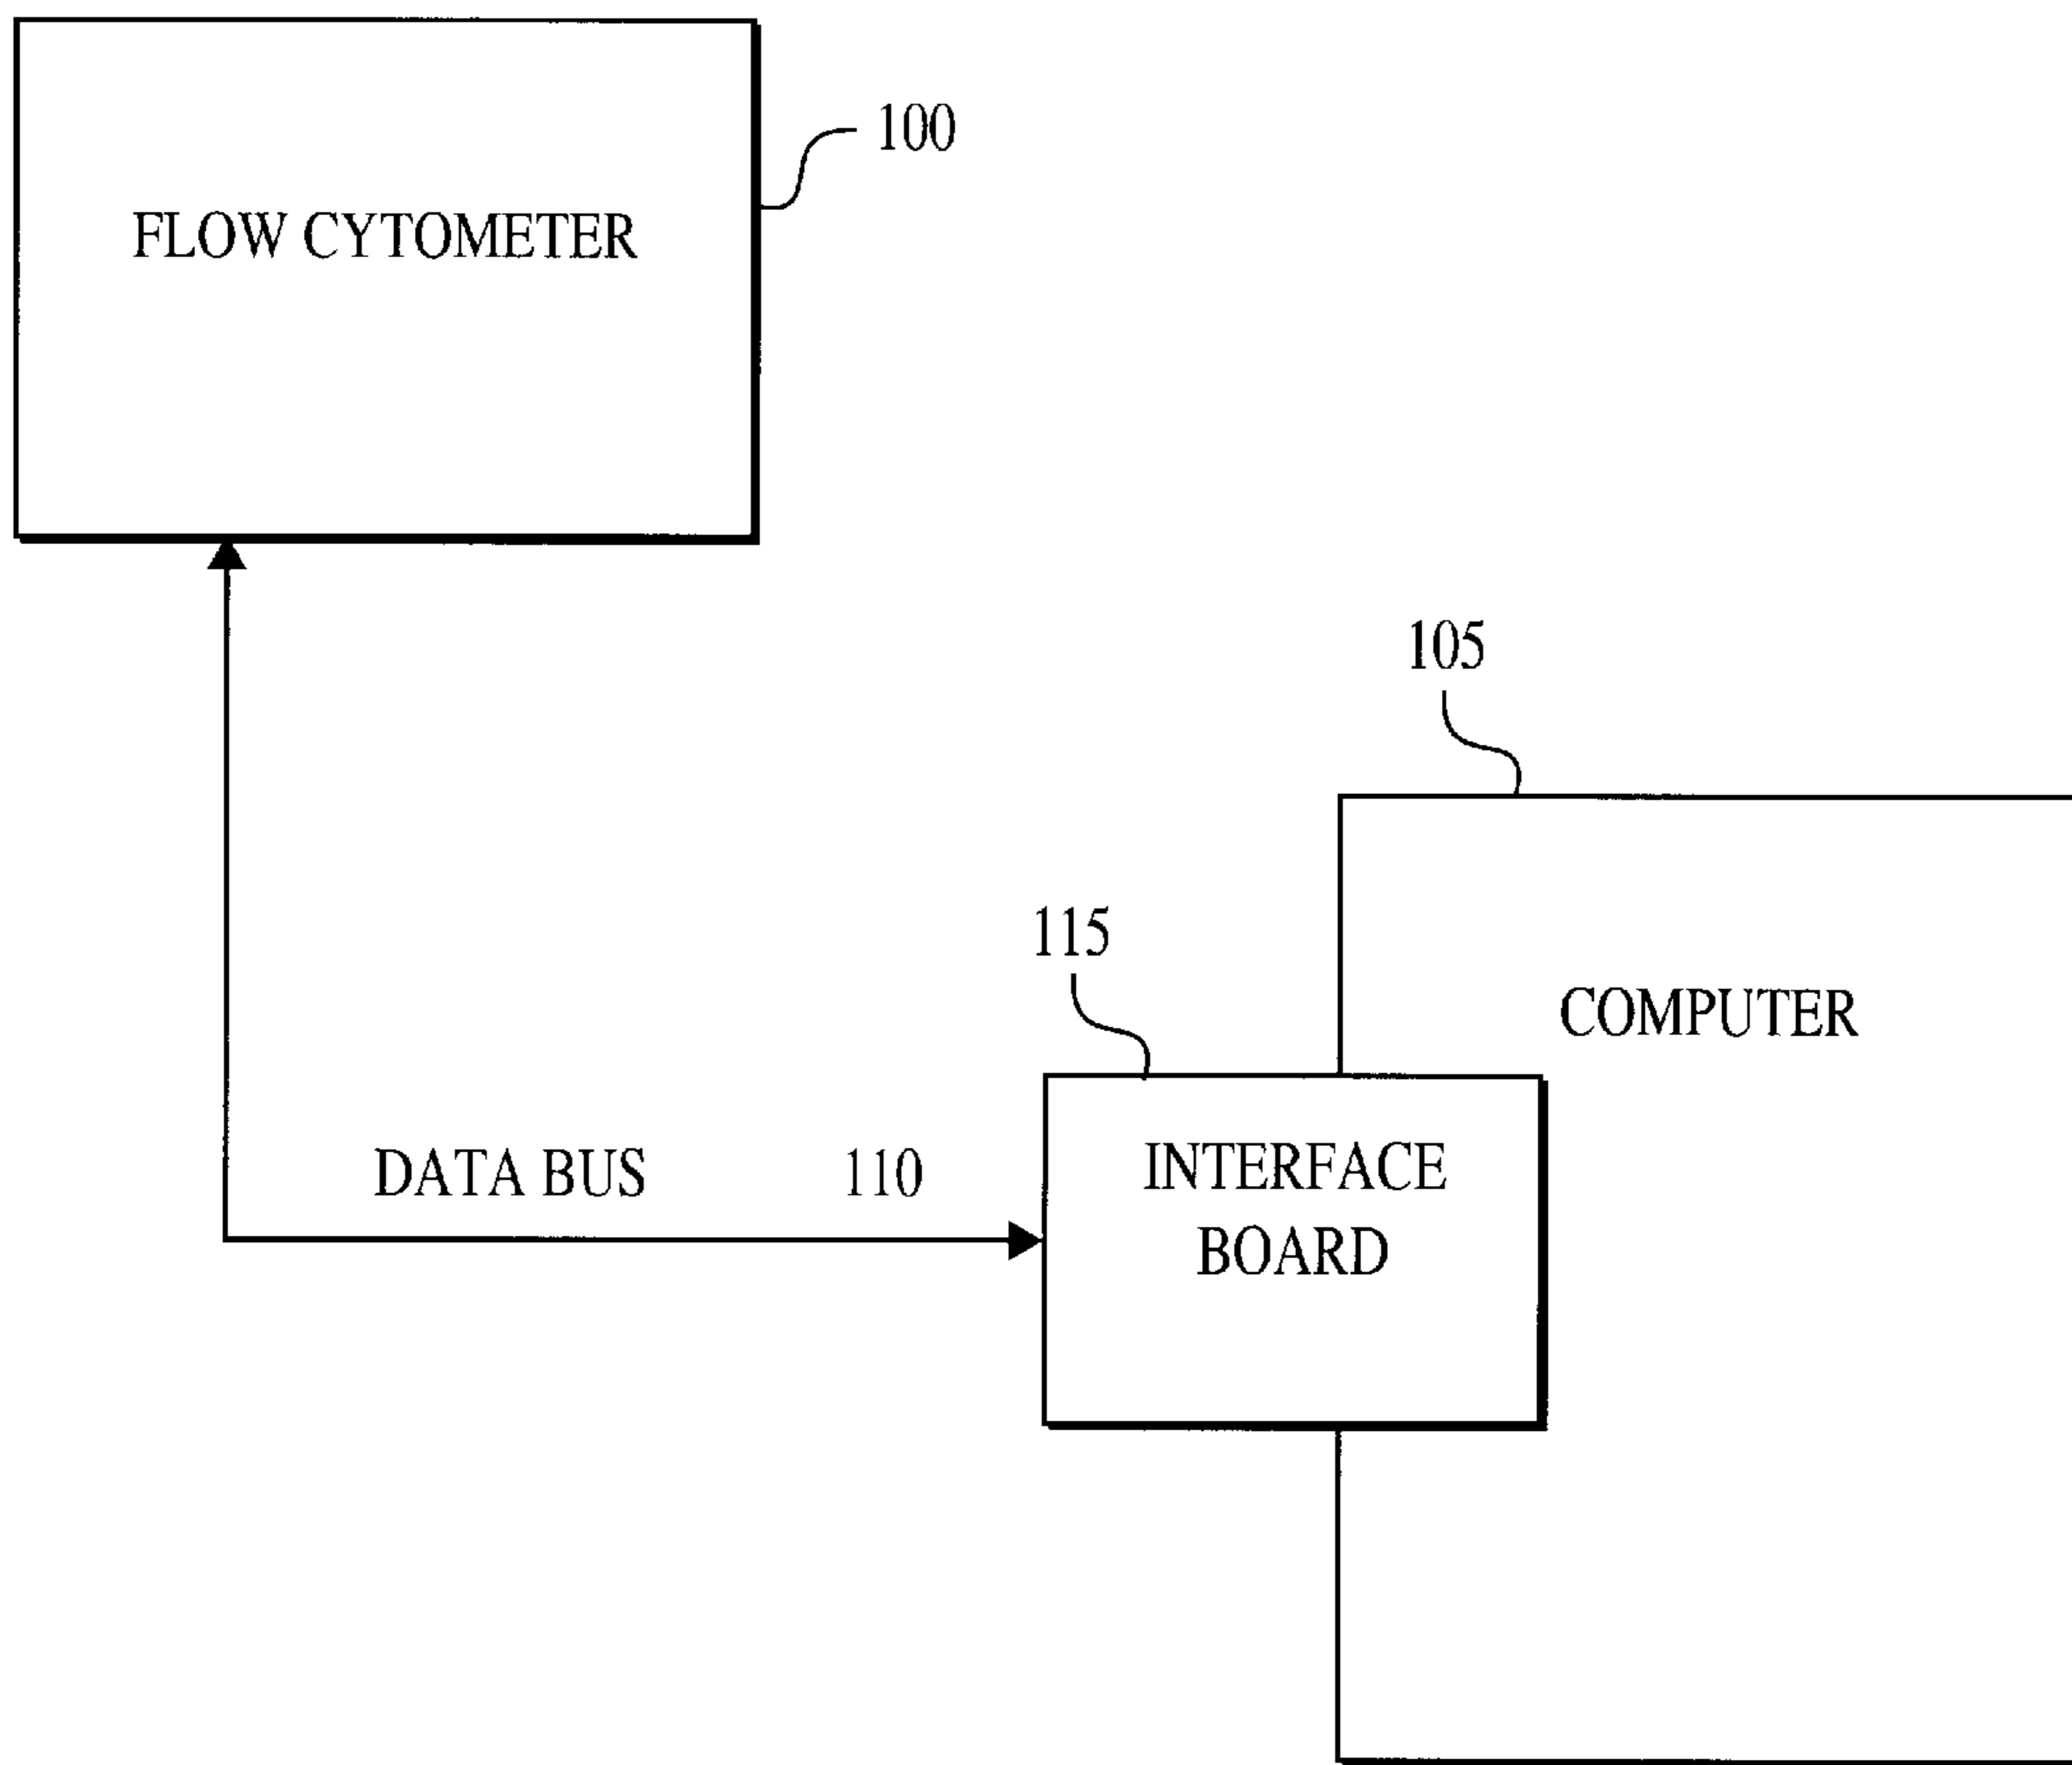 100
FLOW CYTOMETER
105
115
COMPUTER
DATA BUS 110
INTERFACE
BOARD